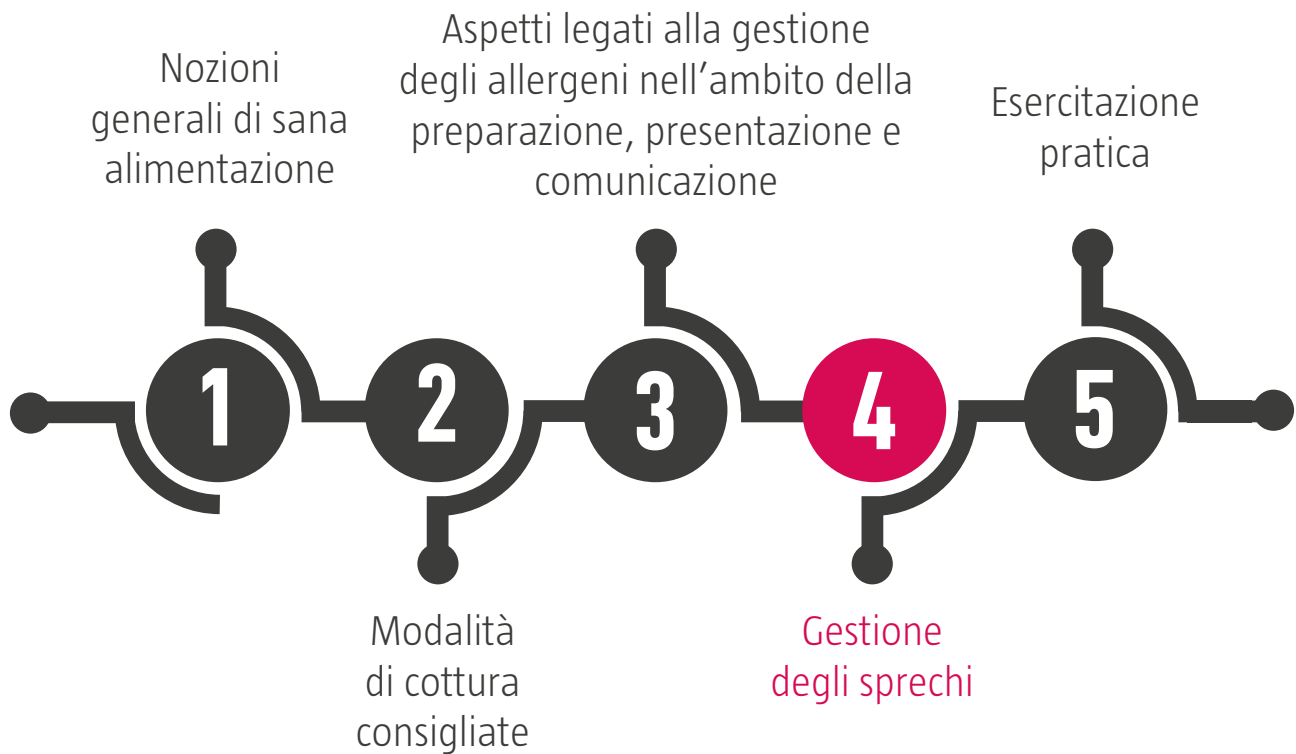 Nozioni
generali di sana
alimentazione
Aspetti legati alla gestione
degli allergeni nell’ambito della
preparazione, presentazione e
comunicazione
Esercitazione
pratica
1
2
3
4
5
Modalità
di cottura
consigliate
Gestione
degli sprechi